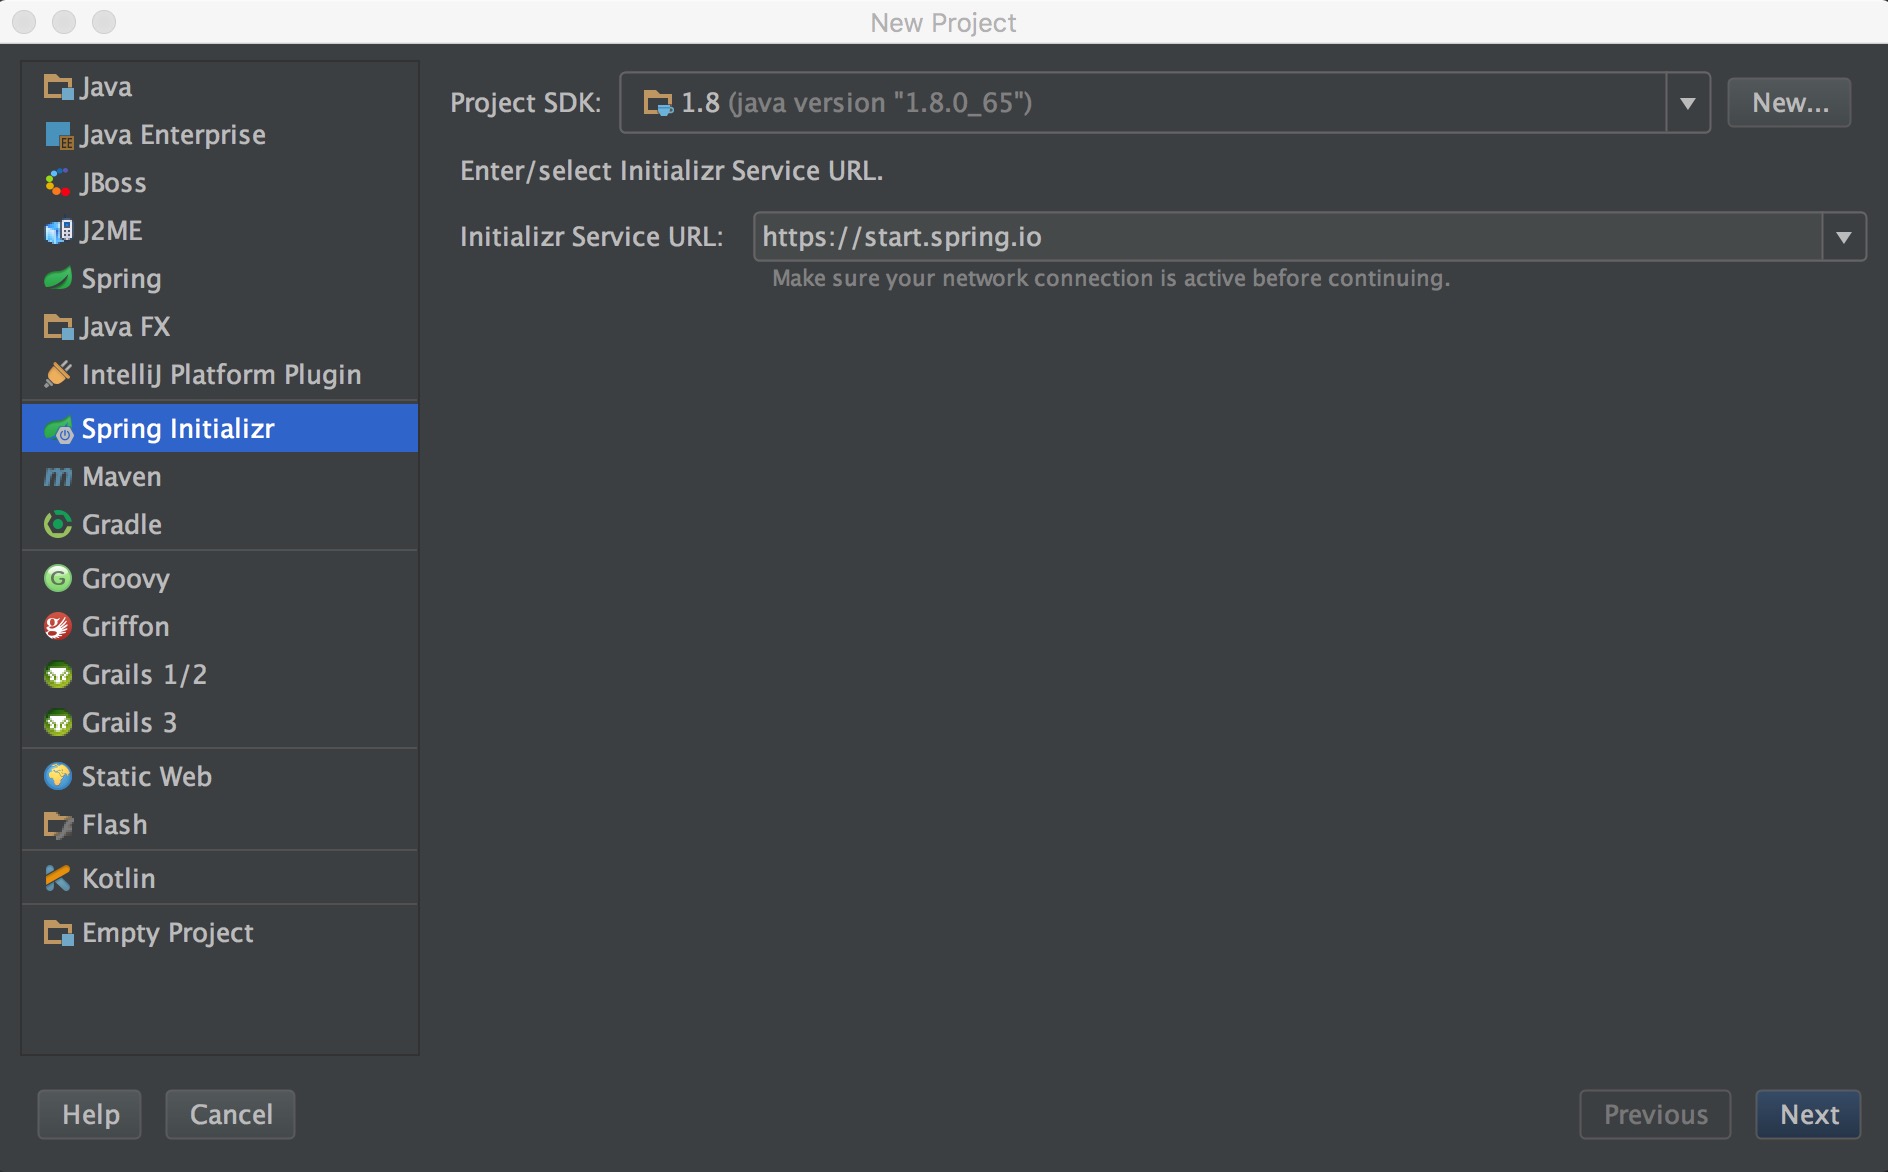 New Project
Java
Java Enterprise
JBoss
J2ME
Spring
Java FX
IntelliJ Platform Plugin
Spring Initializr
Maven
Gradle
Groovy
Griffon
Grails 1/2
Grails 3
Static Web
Flash
Kotlin
Empty Project
Project SDK: 1.8 (java version "1.8.0_65") New...
Enter/select Initializr Service URL.
Initializr Service URL: https://start.spring.io
Make sure your network connection is active before continuing.
Help Cancel Previous Next